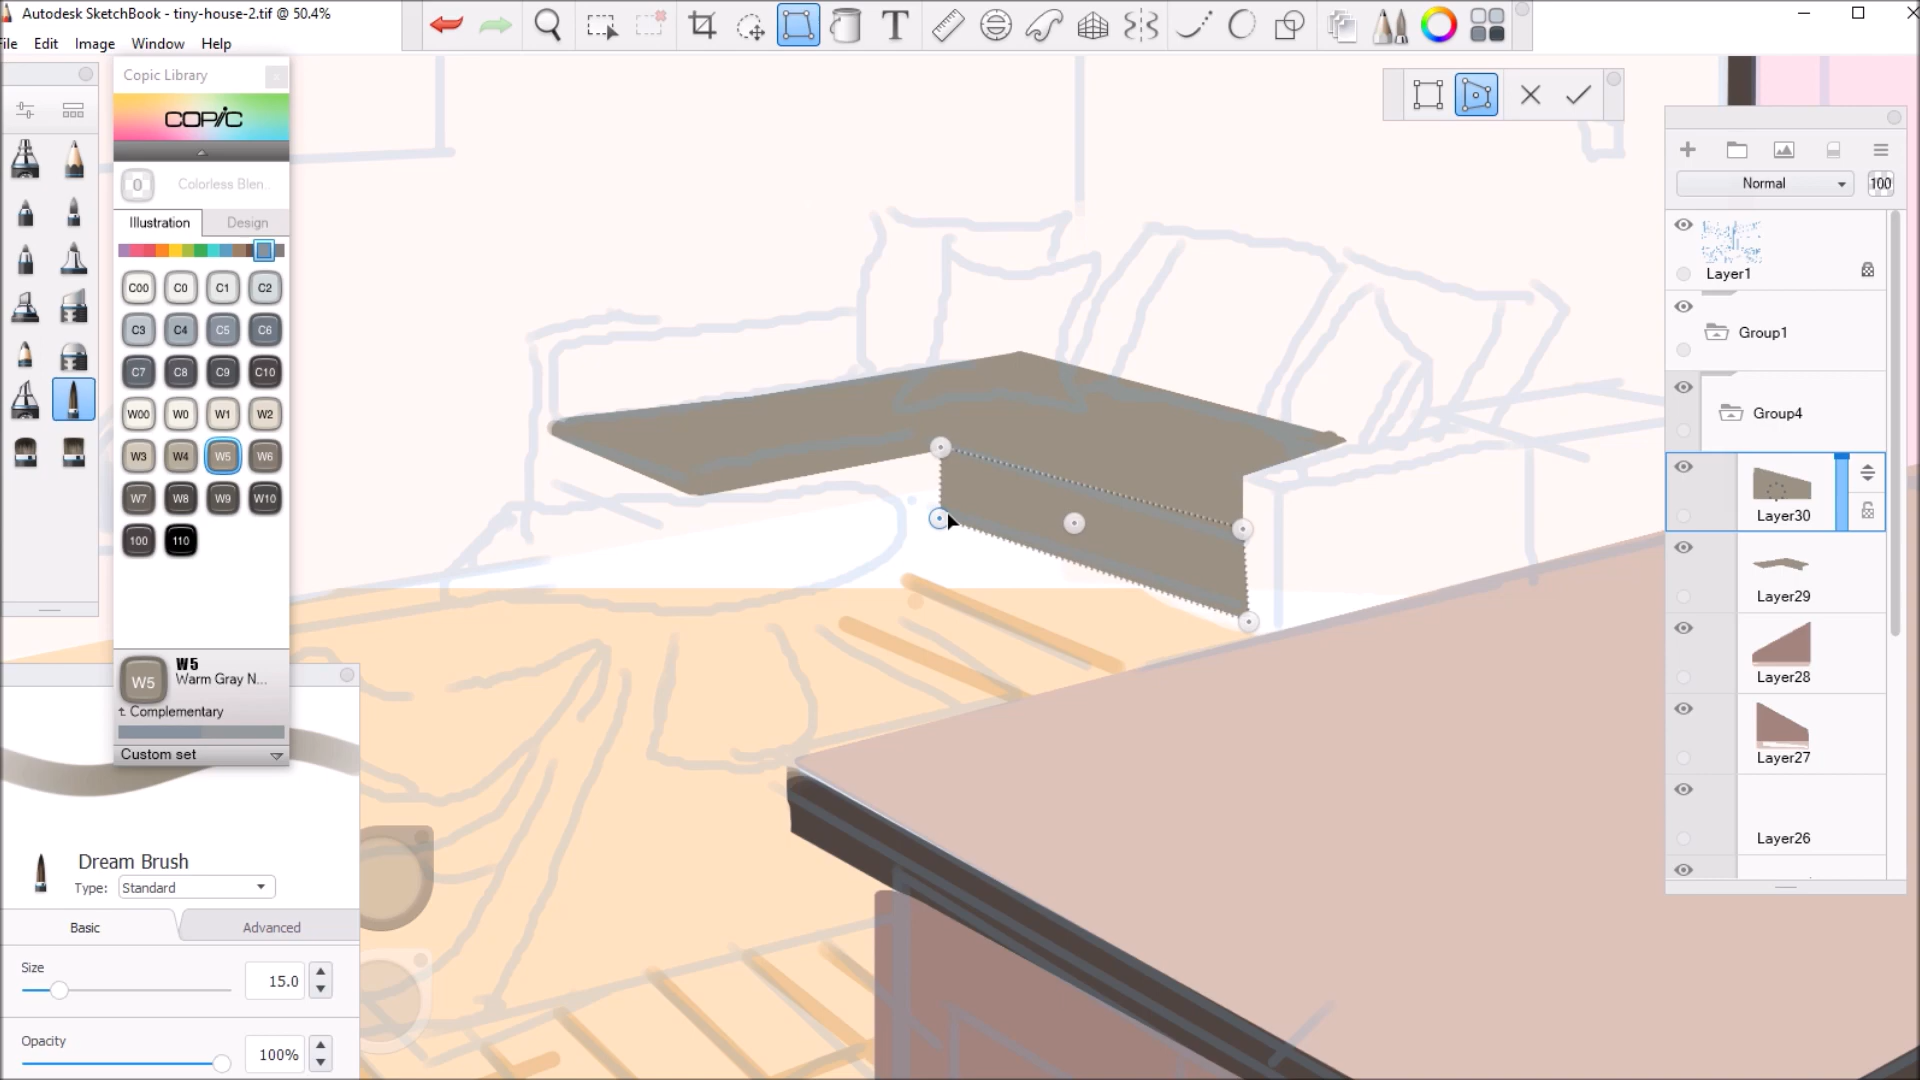 Autodesk SketchBook - tiny-house-2.tif @ 50.4%
File Edit Image Window Help
T
Copic Library
COPIC
0 Colorless Blen..
Illustration Design
C00 C0 C1 C2
C3 C4 C5 C6
C7 C8 C9 C10
W00 W0 W1 W2
W3 W4 W5 W6
W7 W8 W9 W10
100 110
W5
W5
Warm Gray N...
Complementary
Custom set
Dream Brush
Type: Standard
Basic Advanced
Size
15.0
Opacity
100%
Normal 100
Layer1
Group1
Group4
Layer30
Layer29
Layer28
Layer27
Layer26